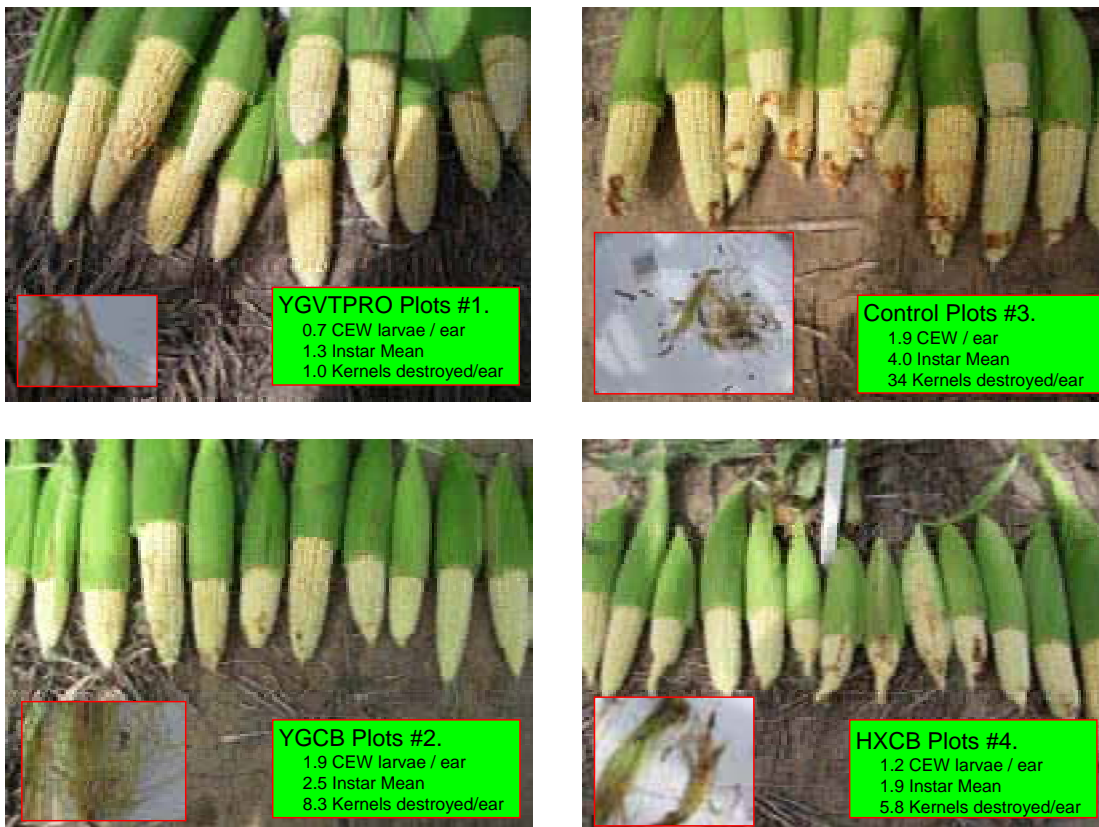 YGVTPRO Plots #1.
0.7 CEW larvae / ear
1.3 Instar Mean
1.0 Kernels destroyed/ear
Control Plots #3.
1.9 CEW / ear
4.0 Instar Mean
34 Kernels destroyed/ear
YGCB Plots #2.
1.9 CEW larvae / ear
2.5 Instar Mean
8.3 Kernels destroyed/ear
HXCB Plots #4.
1.2 CEW larvae / ear
1.9 Instar Mean
5.8 Kernels destroyed/ear